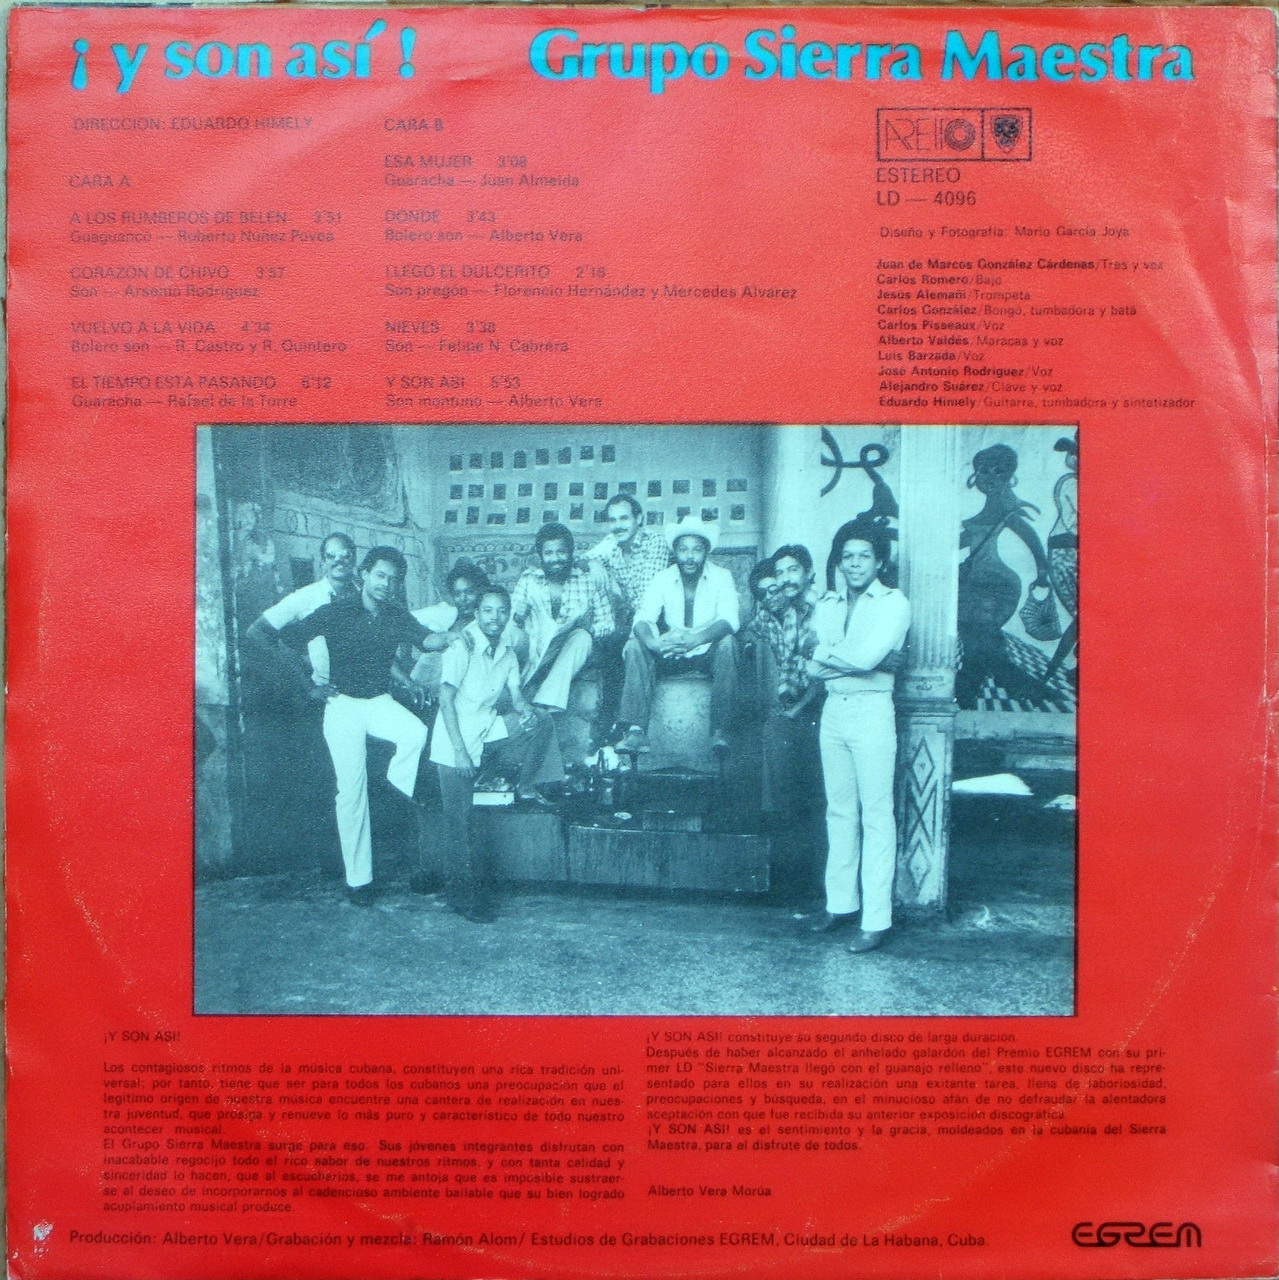 ¡y son así!
Grupo Sierra Maestra
DIRECCION: EDUARDO HIMELY
CARA A
A LOS RUMBEROS DE BELEN 3'51
Guaguancó — Roberto Nuñez Povea
CORAZON DE CHIVO 3'57
Son — Arsenio Rodríguez
VUELVO A LA VIDA 4'34
Bolero son — R. Castro y R. Quintero
EL TIEMPO ESTA PASANDO 6'12
Guaracha — Rafael de la Torre
CARA B
ESA MUJER 3'08
Guaracha — Juan Almeida
DONDE 3'43
Bolero son — Alberto Vera
LLEGO EL DULCERITO 2'18
Son pregón — Florencio Hernández y Mercedes Alvarez
NIEVES 3'38
Son — Felipe N. Cabrera
Y SON ASI 5'53
Son montuno — Alberto Vera
AREITO
ESTEREO
LD — 4096
Diseño y Fotografía: Mario García Joya
Juan de Marcos González Cárdenas/Tres y voz
Carlos Romero/Bajo
Jesús Alemañi/Trompeta
Carlos González/Bongó, tumbadora y batá
Carlos Pisseaux/Voz
Alberto Valdés/Maracas y voz
Luis Barzada/Voz
José Antonio Rodríguez/Voz
Alejandro Suárez/Clave y voz
Eduardo Himely/Guitarra, tumbadora y sintetizador
¡Y SON ASI!
Los contagiosos ritmos de la música cubana, constituyen una rica tradición uni-
versal; por tanto, tiene que ser para todos los cubanos una preocupación que el
legítimo origen de nuestra música encuentre una cantera de realización en nues-
tra juventud, que prosiga y renueve lo más puro y característico de todo nuestro
acontecer musical.
El Grupo Sierra Maestra surge para eso. Sus jóvenes integrantes disfrutan con
inacabable regocijo todo el rico sabor de nuestros ritmos, y con tanta calidad y
sinceridad lo hacen, que al escucharlos, se me antoja que es imposible sustraer-
se al deseo de incorporarnos al cadencioso ambiente bailable que su bien logrado
acuplamiento musical produce.
¡Y SON ASI! constituye su segundo disco de larga duración.
Después de haber alcanzado el anhelado galardón del Premio EGREM con su pri-
mer LD "Sierra Maestra llegó con el guanajo relleno", este nuevo disco ha repre-
sentado para ellos en su realización una exitante tarea, llena de laboriosidad,
preocupaciones y búsqueda, en el minucioso afán de no defraudar la alentadora
aceptación con que fue recibida su anterior exposición discográfica.
¡Y SON ASI! es el sentimiento y la gracia, moldeados en la cubanía del Sierra
Maestra, para el disfrute de todos.
Alberto Vera Morúa
Producción: Alberto Vera/Grabación y mezcla: Ramón Alom/ Estudios de Grabaciones EGREM, Ciudad de La Habana, Cuba.
EGREM